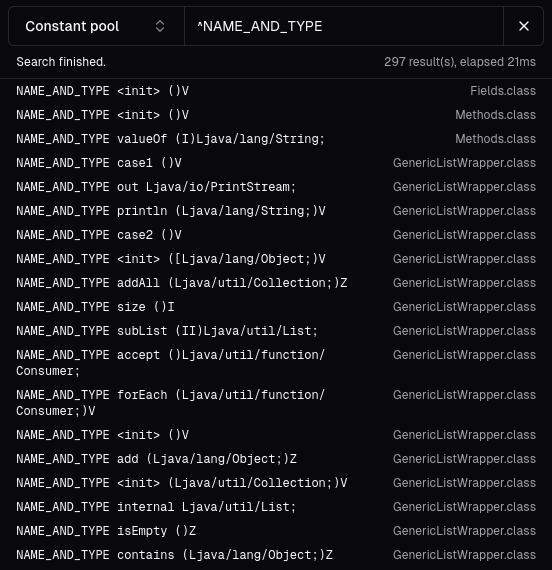 Constant pool ^NAME_AND_TYPE
Search finished. 297 result(s), elapsed 21ms
NAME_AND_TYPE <init> ()V Fields.class
NAME_AND_TYPE <init> ()V Methods.class
NAME_AND_TYPE valueOf (I)Ljava/lang/String; Methods.class
NAME_AND_TYPE case1 ()V GenericListWrapper.class
NAME_AND_TYPE out Ljava/io/PrintStream; GenericListWrapper.class
NAME_AND_TYPE println (Ljava/lang/String;)V GenericListWrapper.class
NAME_AND_TYPE case2 ()V GenericListWrapper.class
NAME_AND_TYPE <init> ([Ljava/lang/Object;)V GenericListWrapper.class
NAME_AND_TYPE addAll (Ljava/util/Collection;)Z GenericListWrapper.class
NAME_AND_TYPE size ()I GenericListWrapper.class
NAME_AND_TYPE subList (II)Ljava/util/List; GenericListWrapper.class
NAME_AND_TYPE accept ()Ljava/util/function/ GenericListWrapper.class
Consumer;
NAME_AND_TYPE forEach (Ljava/util/function/ GenericListWrapper.class
Consumer;)V
NAME_AND_TYPE <init> ()V GenericListWrapper.class
NAME_AND_TYPE add (Ljava/lang/Object;)Z GenericListWrapper.class
NAME_AND_TYPE <init> (Ljava/util/Collection;)V GenericListWrapper.class
NAME_AND_TYPE internal Ljava/util/List; GenericListWrapper.class
NAME_AND_TYPE isEmpty ()Z GenericListWrapper.class
NAME_AND_TYPE contains (Ljava/lang/Object;)Z GenericListWrapper.class